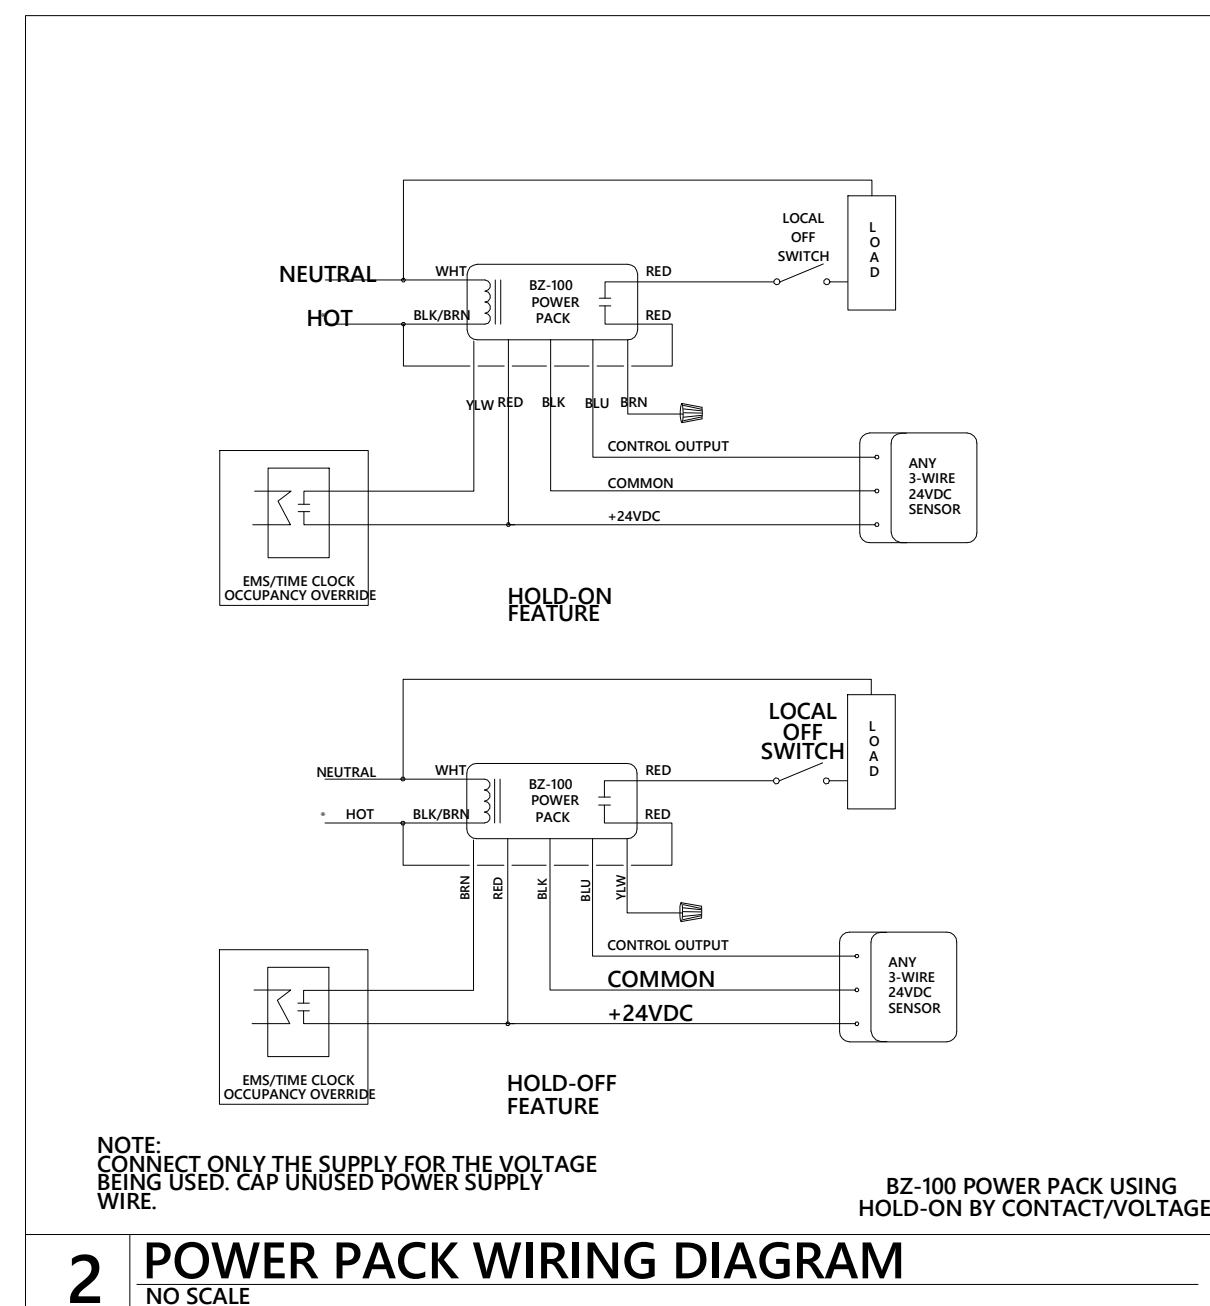 LOCAL
OFF
SWITCH
L
O
A
D
NEUTRAL
WHT
BZ-100
POWER
PACK
RED
HOT
BLK/BRN
RED
YLW RED BLK BLU BRN
CONTROL OUTPUT
COMMON
+24VDC
ANY
3-WIRE
24VDC
SENSOR
EMS/TIME CLOCK
OCCUPANCY OVERRIDE
HOLD-ON
FEATURE
LOCAL
OFF
SWITCH
L
O
A
D
NEUTRAL
WHT
BZ-100
POWER
PACK
RED
HOT
BLK/BRN
RED
BRN
RED
BLK
BLU
YLW
CONTROL OUTPUT
COMMON
+24VDC
ANY
3-WIRE
24VDC
SENSOR
EMS/TIME CLOCK
OCCUPANCY OVERRIDE
HOLD-OFF
FEATURE
NOTE:
CONNECT ONLY THE SUPPLY FOR THE VOLTAGE
BEING USED. CAP UNUSED POWER SUPPLY
WIRE.
BZ-100 POWER PACK USING
HOLD-ON BY CONTACT/VOLTAGE
2
POWER PACK WIRING DIAGRAM
NO SCALE